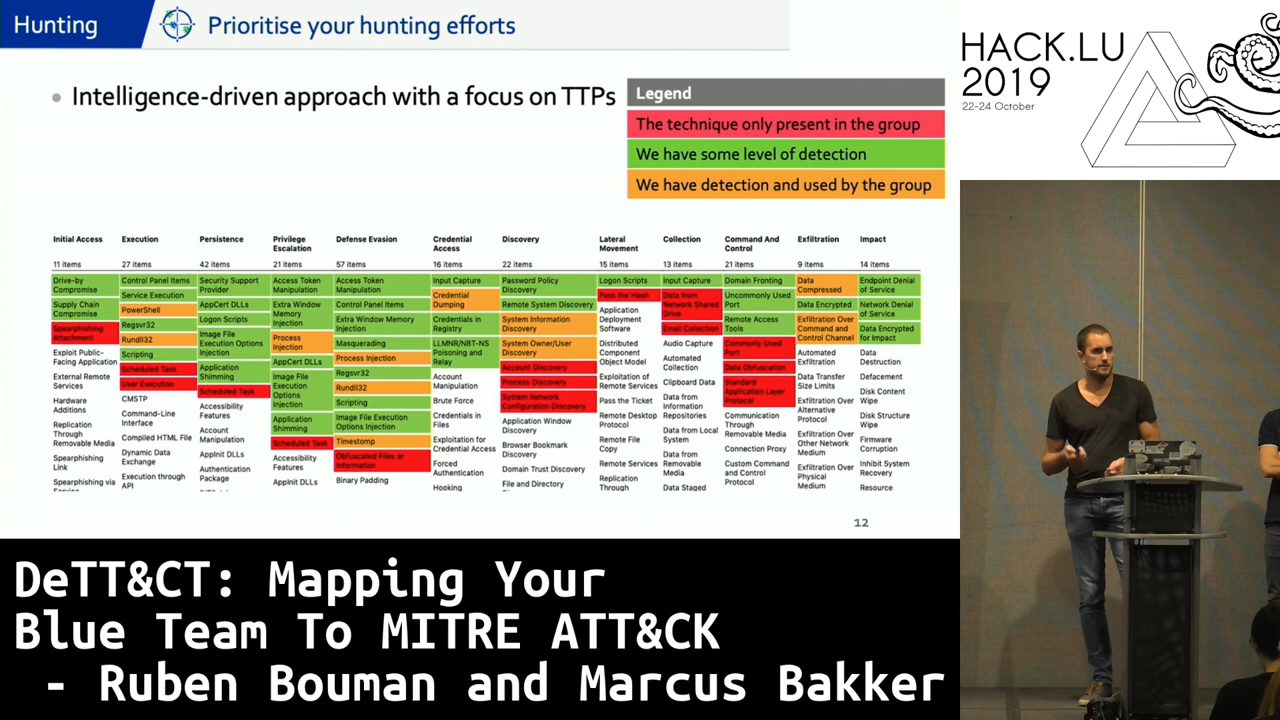 Hunting
Prioritise your hunting efforts
Intelligence-driven approach with a focus on TTPs
Legend
The technique only present in the group
We have some level of detection
We have detection and used by the group
HACK.LU
2019
22-24 October
Initial Access
11 items
Drive-by
Compromise
Supply Chain
Compromise
Spearphishing
Attachment
Exploit Public-
Facing Application
External Remote
Services
Hardware
Additions
Replication
Through
Removable Media
Spearphishing
Link
Spearphishing via
Execution
27 items
Control Panel Items
Service Execution
PowerShell
Regsvr32
Rundll32
Scripting
Scheduled Task
User Execution
CMSTP
Command-Line
Interface
Compiled HTML File
Dynamic Data
Exchange
Execution through
API
Persistence
42 items
Security Support
Provider
AppCert DLLs
Logon Scripts
Image File
Execution Options
Injection
Application
Shimming
Scheduled Task
Accessibility
Features
Account
Manipulation
AppInit DLLs
Authentication
Package
Privilege
Escalation
21 items
Access Token
Manipulation
Extra Window
Memory
Injection
Process
Injection
AppCert DLLs
Image File
Execution
Options
Injection
Application
Shimming
Scheduled Task
Accessibility
Features
AppInit DLLs
Defense Evasion
57 items
Access Token
Manipulation
Control Panel Items
Extra Window Memory
Injection
Masquerading
Process Injection
Regsvr32
Rundll32
Scripting
Image File Execution
Options Injection
Timestomp
Obfuscated Files or
Information
Binary Padding
Credential
Access
16 items
Input Capture
Credential
Dumping
Credentials in
Registry
LLMNR/NBT-NS
Poisoning and
Relay
Account
Manipulation
Brute Force
Credentials in
Files
Exploitation for
Credential Access
Forced
Authentication
Hooking
Discovery
22 items
Password Policy
Discovery
Remote System Discovery
System Information
Discovery
System Owner/User
Discovery
Account Discovery
Process Discovery
System Network
Configuration Discovery
Application Window
Discovery
Browser Bookmark
Discovery
Domain Trust Discovery
File and Directory
Lateral
Movement
15 items
Logon Scripts
Pass the Hash
Application
Deployment
Software
Distributed
Component
Object Model
Exploitation of
Remote Services
Pass the Ticket
Remote Desktop
Protocol
Remote File
Copy
Remote Services
Replication
Through
Collection
13 items
Input Capture
Data from
Network Shared
Drive
Email Collection
Audio Capture
Automated
Collection
Clipboard Data
Data from
Information
Repositories
Data from Local
System
Data from
Removable
Media
Data Staged
Command And
Control
21 items
Domain Fronting
Uncommonly Used
Port
Remote Access
Tools
Commonly Used
Port
Data Obfuscation
Standard
Application Layer
Protocol
Communication
Through
Removable Media
Connection Proxy
Custom Command
and Control
Protocol
Exfiltration
9 items
Data
Compressed
Data Encrypted
Exfiltration Over
Command and
Control Channel
Automated
Exfiltration
Data Transfer
Size Limits
Exfiltration Over
Alternative
Protocol
Exfiltration Over
Other Network
Medium
Exfiltration Over
Physical
Medium
Impact
14 items
Endpoint Denial
of Service
Network Denial
of Service
Data Encrypted
for Impact
Data
Destruction
Defacement
Disk Content
Wipe
Disk Structure
Wipe
Firmware
Corruption
Inhibit System
Recovery
Resource
12
DeTT&CT: Mapping Your
Blue Team To MITRE ATT&CK
- Ruben Bouman and Marcus Bakker